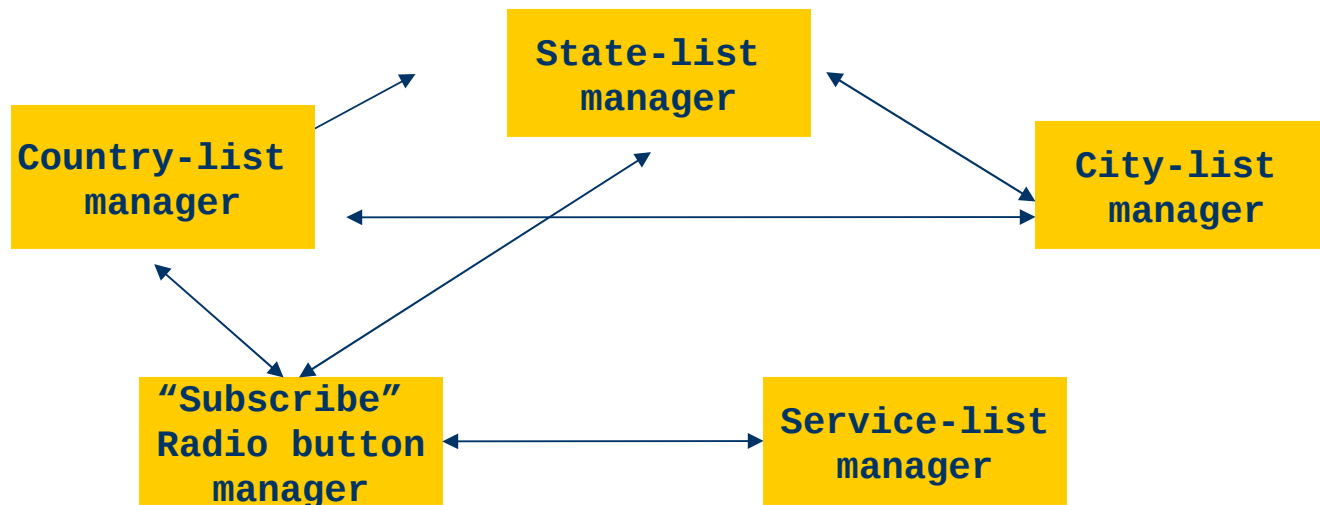 State-list
manager
Country-list
manager
City-list
manager
“Subscribe”
Radio button
manager
Service-list
manager